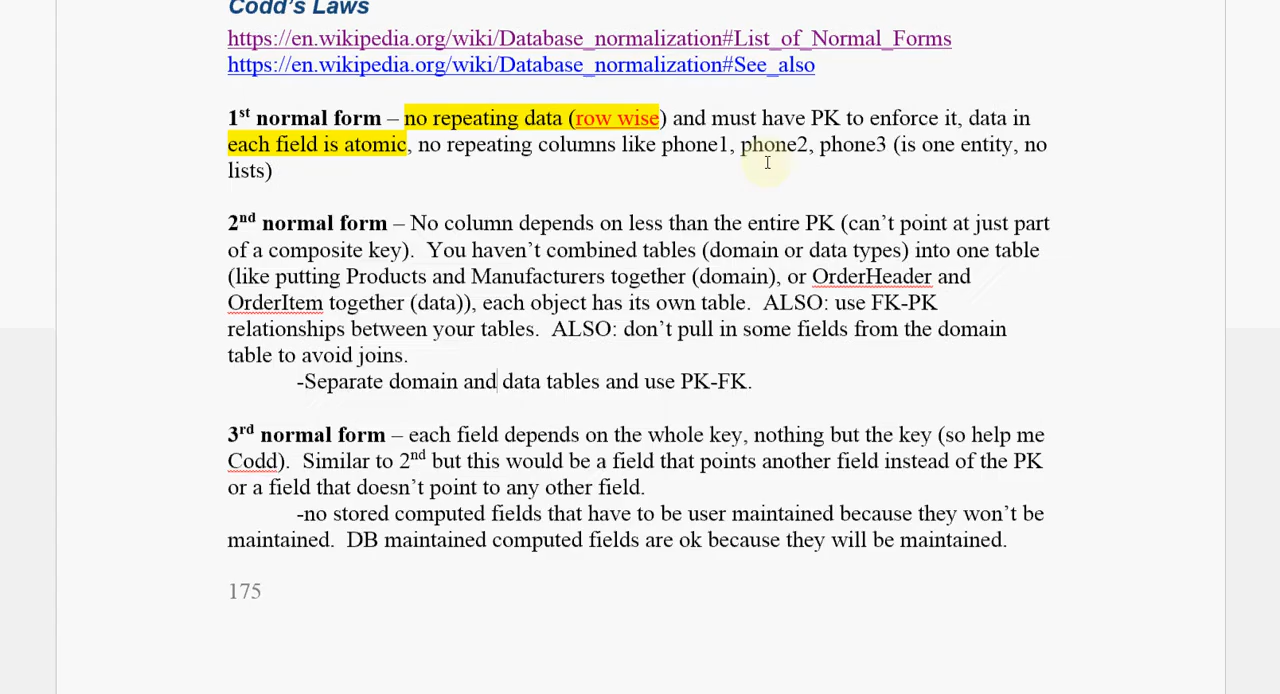 Codd's Laws
https://en.wikipedia.org/wiki/Database_normalization#List_of_Normal_Forms
https://en.wikipedia.org/wiki/Database_normalization#See_also
1st normal form – no repeating data (row wise) and must have PK to enforce it, data in
each field is atomic, no repeating columns like phone1, phone2, phone3 (is one entity, no
lists)
2nd normal form – No column depends on less than the entire PK (can't point at just part
of a composite key).  You haven't combined tables (domain or data types) into one table
(like putting Products and Manufacturers together (domain), or OrderHeader and
OrderItem together (data)), each object has its own table.  ALSO: use FK-PK
relationships between your tables.  ALSO: don't pull in some fields from the domain
table to avoid joins.
-Separate domain and data tables and use PK-FK.
3rd normal form – each field depends on the whole key, nothing but the key (so help me
Codd).  Similar to 2nd but this would be a field that points another field instead of the PK
or a field that doesn't point to any other field.
-no stored computed fields that have to be user maintained because they won't be
maintained.  DB maintained computed fields are ok because they will be maintained.
175